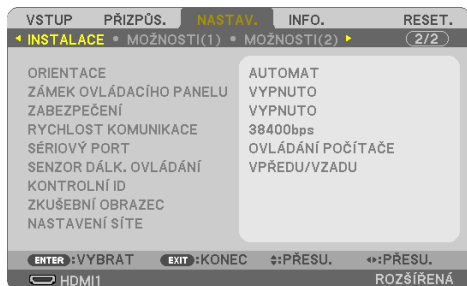 VSTUP PŘIZPŮS. NASTAV. INFO. RESET.
INSTALACE • MOŽNOSTI(1) • MOŽNOSTI(2) 2/2
ORIENTACE AUTOMAT
ZÁMEK OVLÁDACÍHO PANELU VYPNUTO
ZABEZPEČENÍ VYPNUTO
RYCHLOST KOMUNIKACE 38400bps
SÉRIOVÝ PORT OVLÁDÁNÍ POČÍTAČE
SENZOR DÁLK. OVLÁDÁNÍ VPŘEDU/VZADU
KONTROLNÍ ID
ZKUŠEBNÍ OBRAZEC
NASTAVENÍ SÍTE
ENTER :VYBRAT EXIT :KONEC :PŘESU. :PŘESU.
HDMI1 ROZŠÍŘENÁ